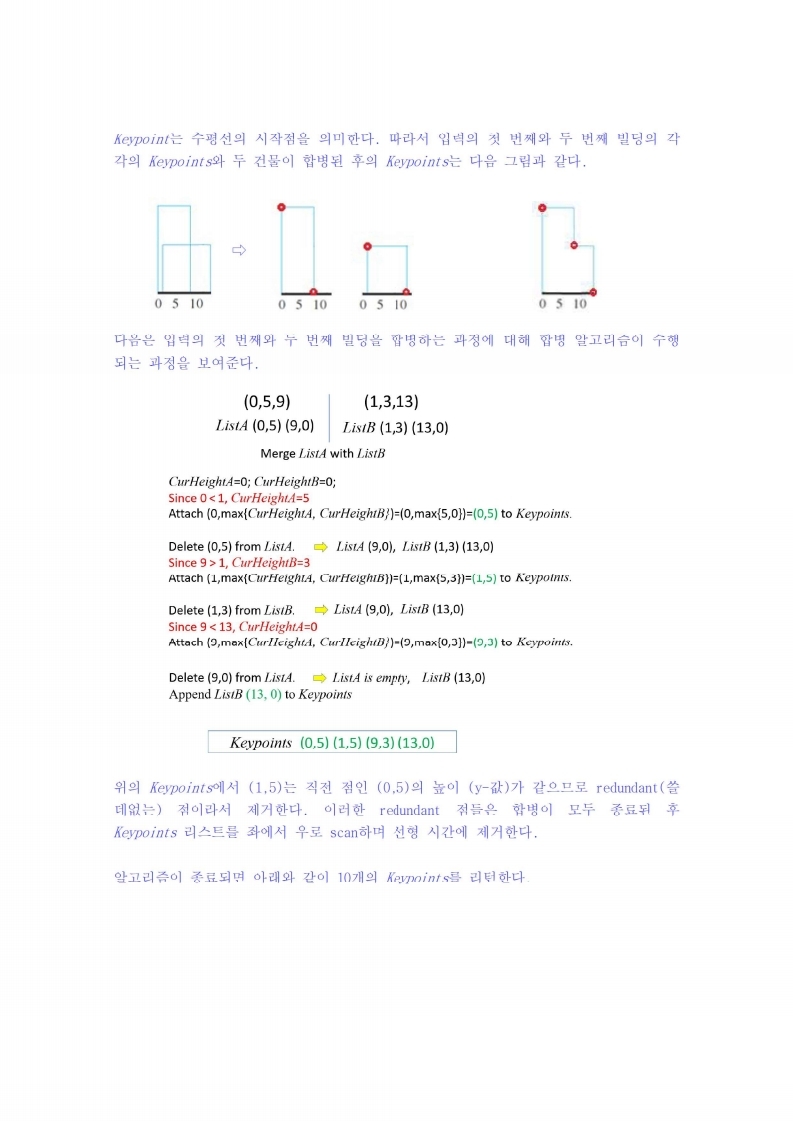 Keypoint는 수평선의 시작점을 의미한다. 따라서 입력의 첫 번째와 두 번째 빌딩의 각
각의 Keypoints와 두 건물이 합병된 후의 Keypoints는 다음 그림과 같다.
0 5 10
0 5 10
0 5 10
0 5 10
다음은 입력의 첫 번째와 두 번째 빌딩을 합병하는 과정에 대해 합병 알고리즘이 수행
되는 과정을 보여준다.
(0,5,9) (1,3,13)
ListA (0,5) (9,0) ListB (1,3) (13,0)
Merge ListA with ListB
CurHeightA=0; CurHeightB=0;
Since 0 < 1, CurHeightA=5
Attach (0,max{CurHeightA, CurHeightB})=(0,max{5,0})=(0,5) to Keypoints.
Delete (0,5) from ListA. ⇨ ListA (9,0), ListB (1,3) (13,0)
Since 9 > 1, CurHeightB=3
Attach (1,max{CurHeightA, CurHeightB})=(1,max{5,3})=(1,5) to Keypoints.
Delete (1,3) from ListB. ⇨ ListA (9,0), ListB (13,0)
Since 9 < 13, CurHeightA=0
Attach (9,max{CurHeightA, CurHeightB})=(9,max{0,3})=(9,3) to Keypoints.
Delete (9,0) from ListA. ⇨ ListA is empty, ListB (13,0)
Append ListB (13, 0) to Keypoints
Keypoints (0,5) (1,5) (9,3) (13,0)
위의 Keypoints에서 (1,5)는 직전 점인 (0,5)의 높이 (y-값)가 같으므로 redundant(쓸
데없는) 점이라서 제거한다. 이러한 redundant 점들은 합병이 모두 종료된 후
Keypoints 리스트를 좌에서 우로 scan하며 선형 시간에 제거한다.
알고리즘이 종료되면 아래와 같이 10개의 Keypoints를 리턴한다.